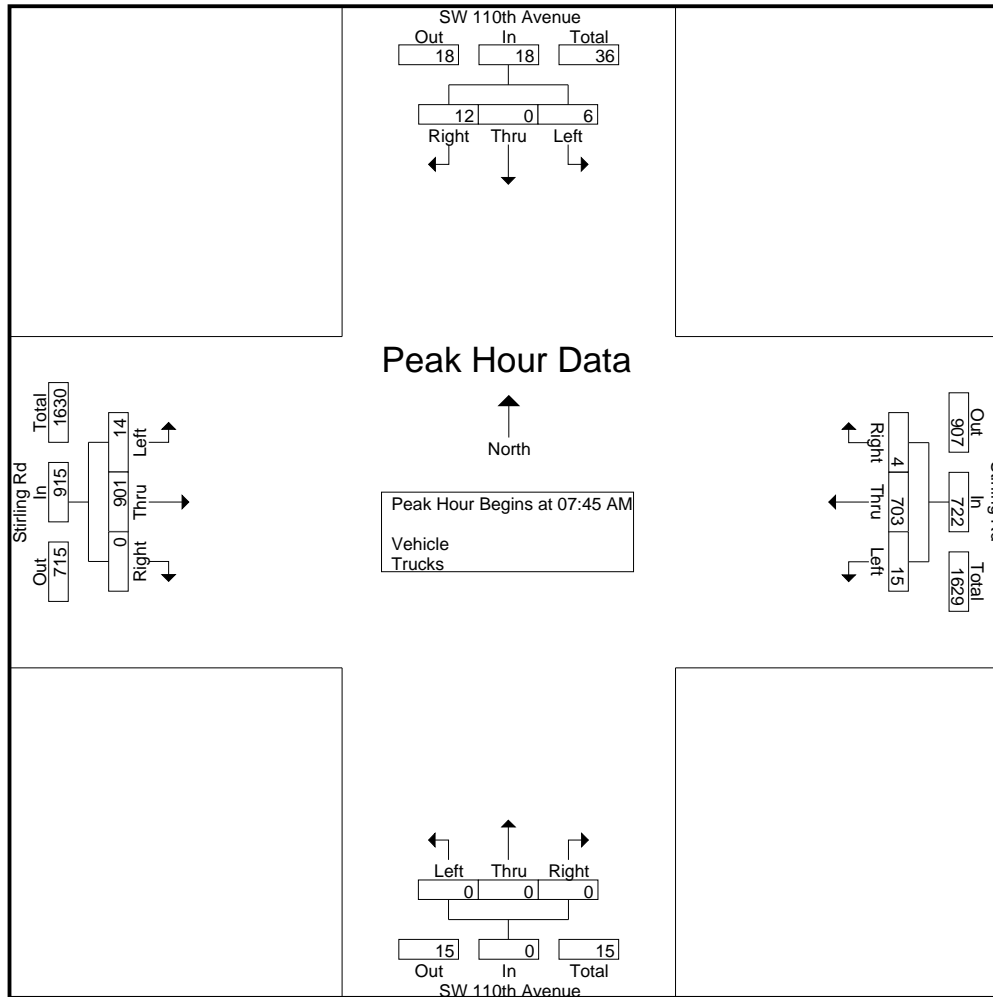 SW 110th Avenue
Out In Total
18 18 36
12 0 6
Right Thru Left
Peak Hour Data
North
Peak Hour Begins at 07:45 AM
Vehicle
Trucks
Stirling Rd
Total In Out
1630 915 715
14 901 0
Left Thru Right
Right Thru Left
4 703 15
Out In Total
907 722 1629
Left Thru Right
0 0 0
15 0 15
Out In Total
SW 110th Avenue